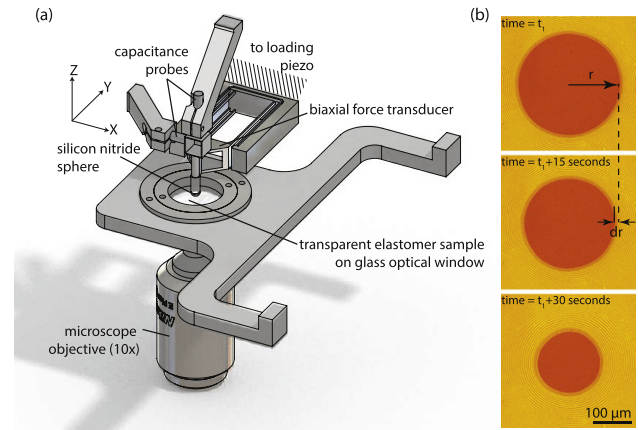 (a)
capacitance
probes
to loading
piezo
Z
Y
X
biaxial force transducer
silicon nitride
sphere
transparent elastomer sample
on glass optical window
microscope
objective (10x)
(b)
time = t₁
r
time = t₁+15 seconds
dr
time = t₁+30 seconds
100 µm